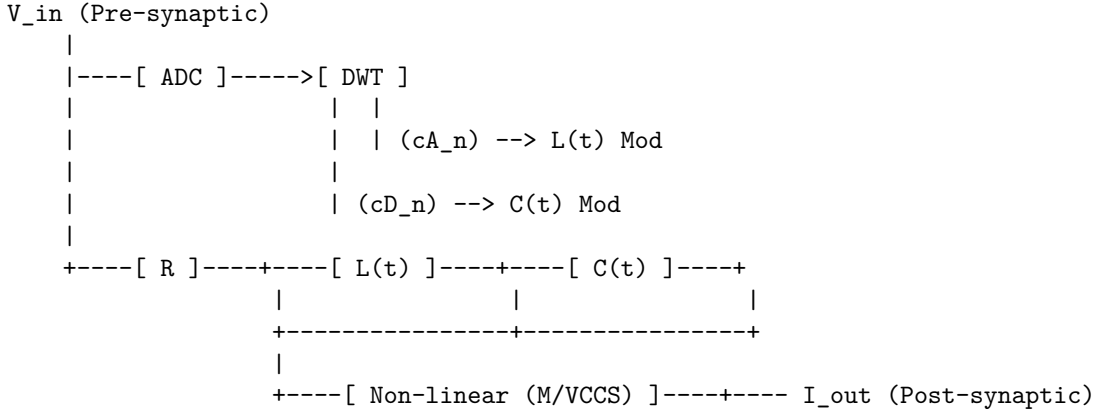 V_in (Pre-synaptic)
|
|----[ ADC ]----->[ DWT ]
|                 | |
|                 | | (cA_n) --> L(t) Mod
|                 |
|                 | (cD_n) --> C(t) Mod
|
+----[ R ]----+----[ L(t) ]----+----[ C(t) ]----+
|                |                |
+----------------+----------------+
|
+----[ Non-linear (M/VCCS) ]----+---- I_out (Post-synaptic)